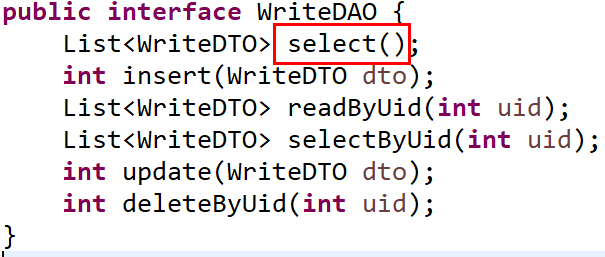 public interface WriteDAO {
    List<WriteDTO> select();
    int insert(WriteDTO dto);
    List<WriteDTO> readByUid(int uid);
    List<WriteDTO> selectByUid(int uid);
    int update(WriteDTO dto);
    int deleteByUid(int uid);
}